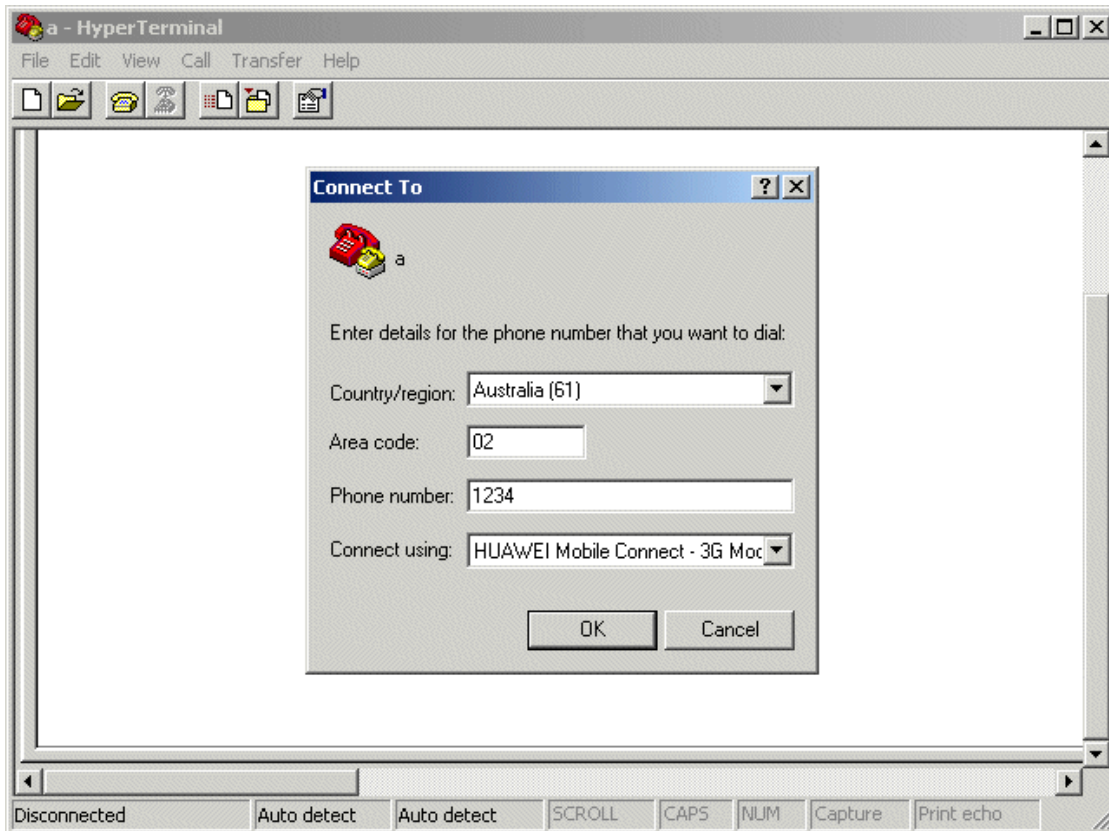 a - HyperTerminal
File Edit View Call Transfer Help
Connect To
a
Enter details for the phone number that you want to dial:
Country/region: Australia (61)
Area code: 02
Phone number: 1234
Connect using: HUAWEI Mobile Connect - 3G Moc
OK Cancel
Disconnected Auto detect Auto detect SCROLL CAPS NUM Capture Print echo